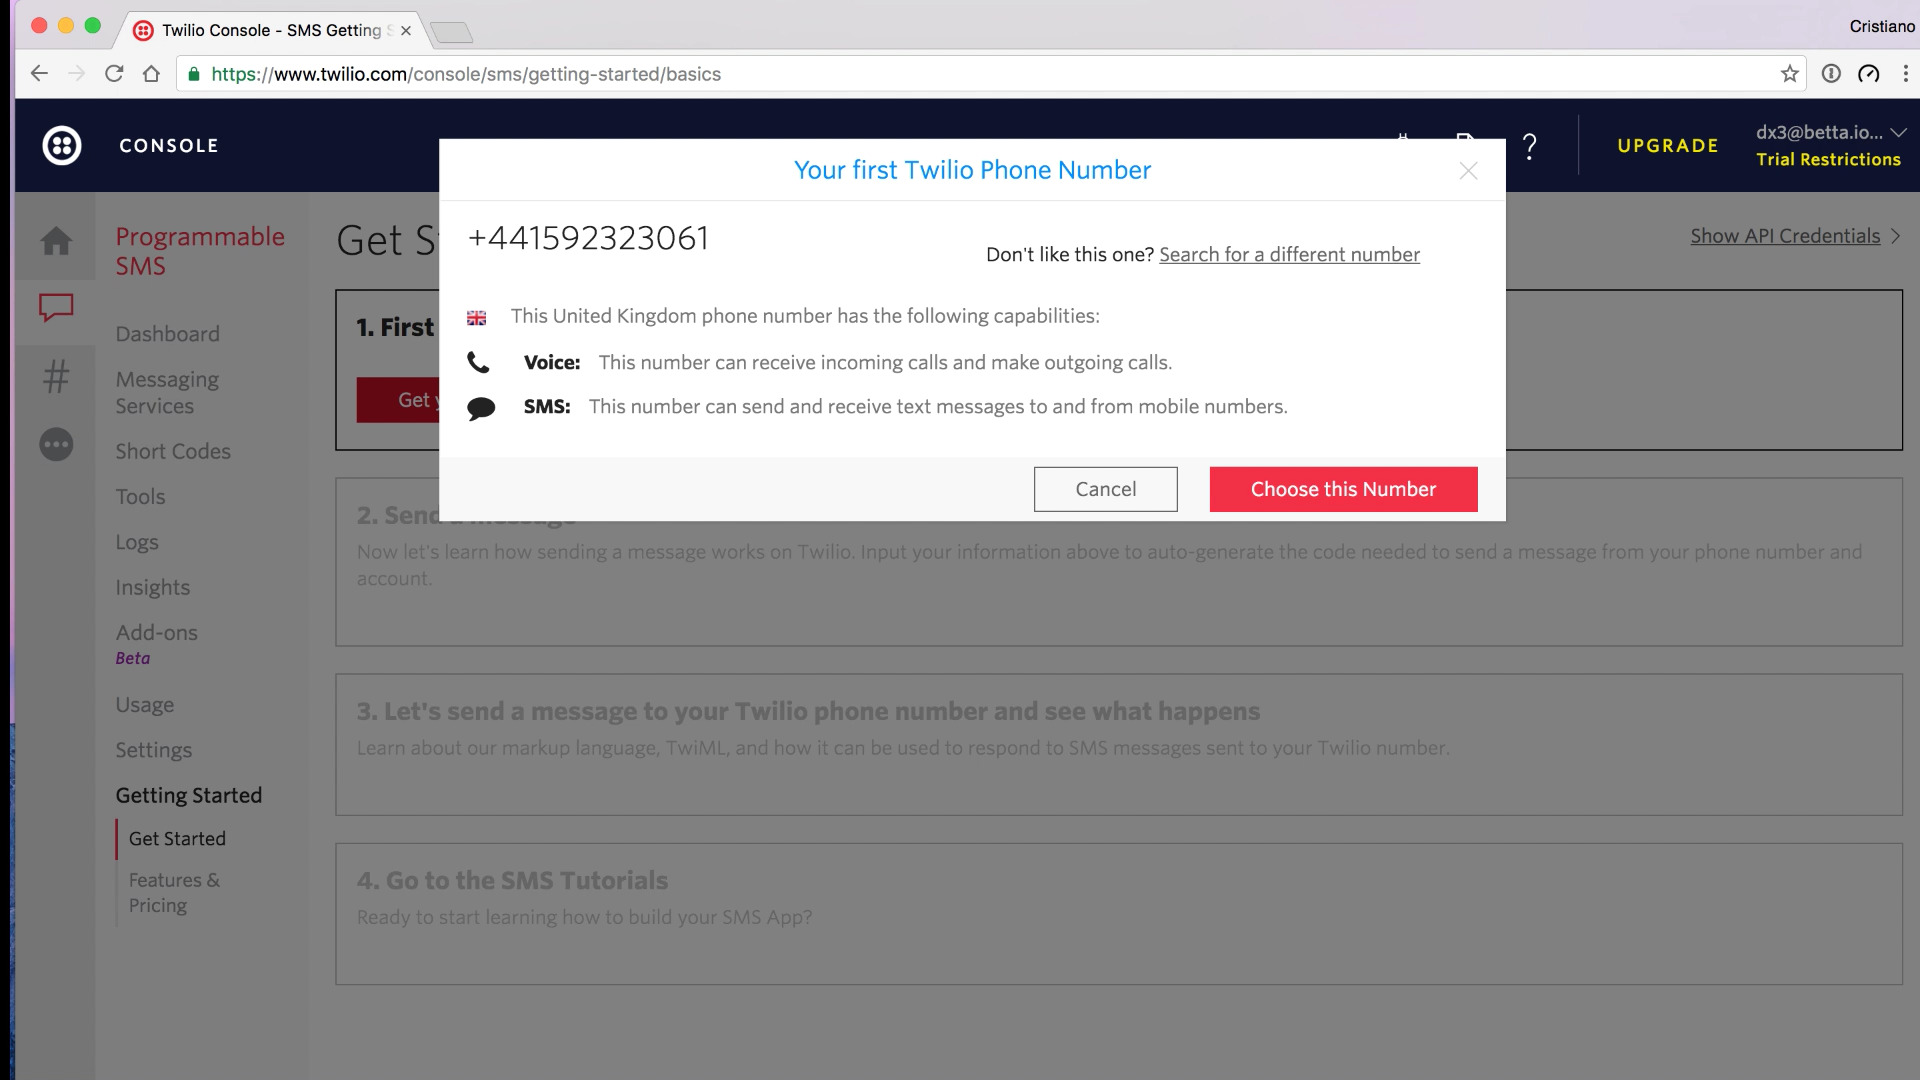 Twilio Console - SMS Getting S
Cristiano
https://www.twilio.com/console/sms/getting-started/basics
CONSOLE
?
UPGRADE
dx3@betta.io...
Trial Restrictions
Your first Twilio Phone Number
+441592323061
Don't like this one? Search for a different number
This United Kingdom phone number has the following capabilities:
Voice: This number can receive incoming calls and make outgoing calls.
SMS: This number can send and receive text messages to and from mobile numbers.
Cancel
Choose this Number
Programmable
SMS
Dashboard
Messaging
Services
Short Codes
Tools
Logs
Insights
Add-ons
Beta
Usage
Settings
Getting Started
Get Started
Features &
Pricing
Get S
Show API Credentials
1. First
Get y
2. Send a message
Now let's learn how sending a message works on Twilio. Input your information above to auto-generate the code needed to send a message from your phone number and
account.
3. Let's send a message to your Twilio phone number and see what happens
Learn about our markup language, TwiML, and how it can be used to respond to SMS messages sent to your Twilio number.
4. Go to the SMS Tutorials
Ready to start learning how to build your SMS App?